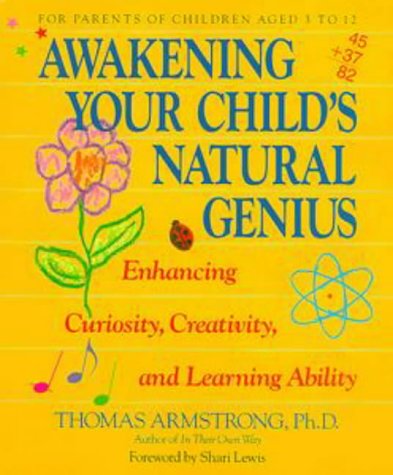 FOR PARENTS OF CHILDREN AGED 3 TO 12
AWAKENING
45
+37
82
YOUR CHILD'S
NATURAL
GENIUS
Enhancing
Curiosity, Creativity,
and Learning Ability
THOMAS ARMSTRONG, Ph.D.
Author of In Their Own Way
Foreword by Shari Lewis